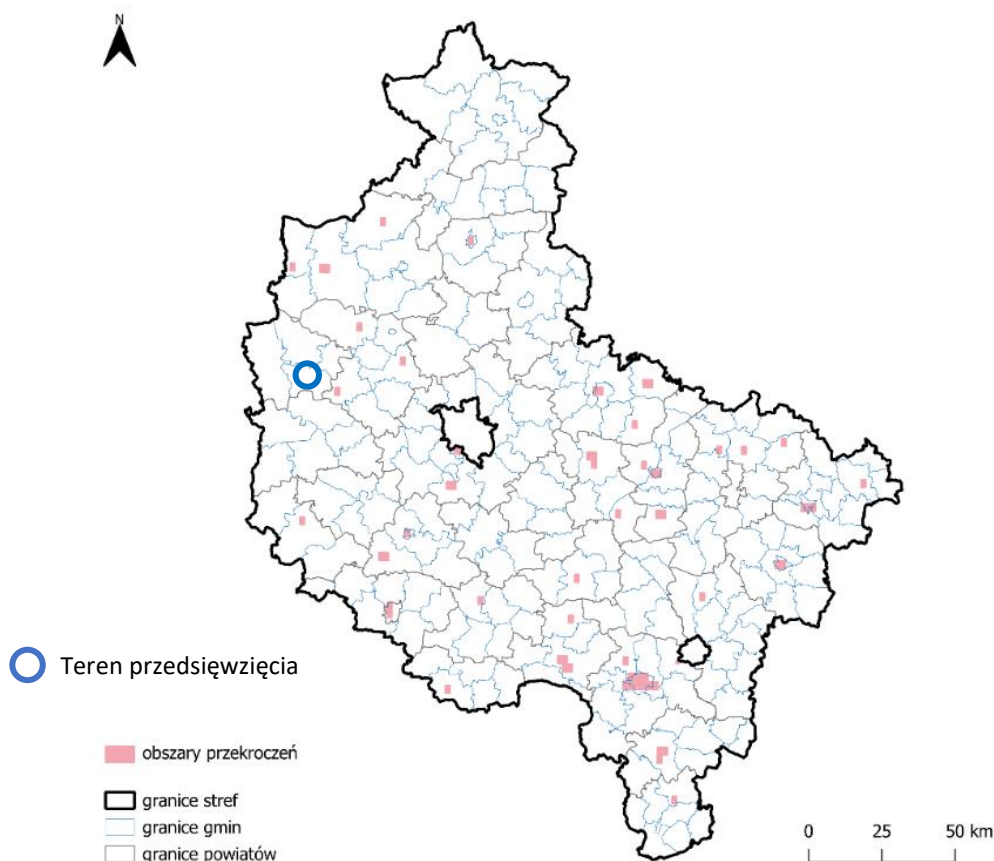 N
Teren przedsięwzięcia
obszary przekroczeń
granice stref
granice gmin
granice powiatów
0 25 50 km